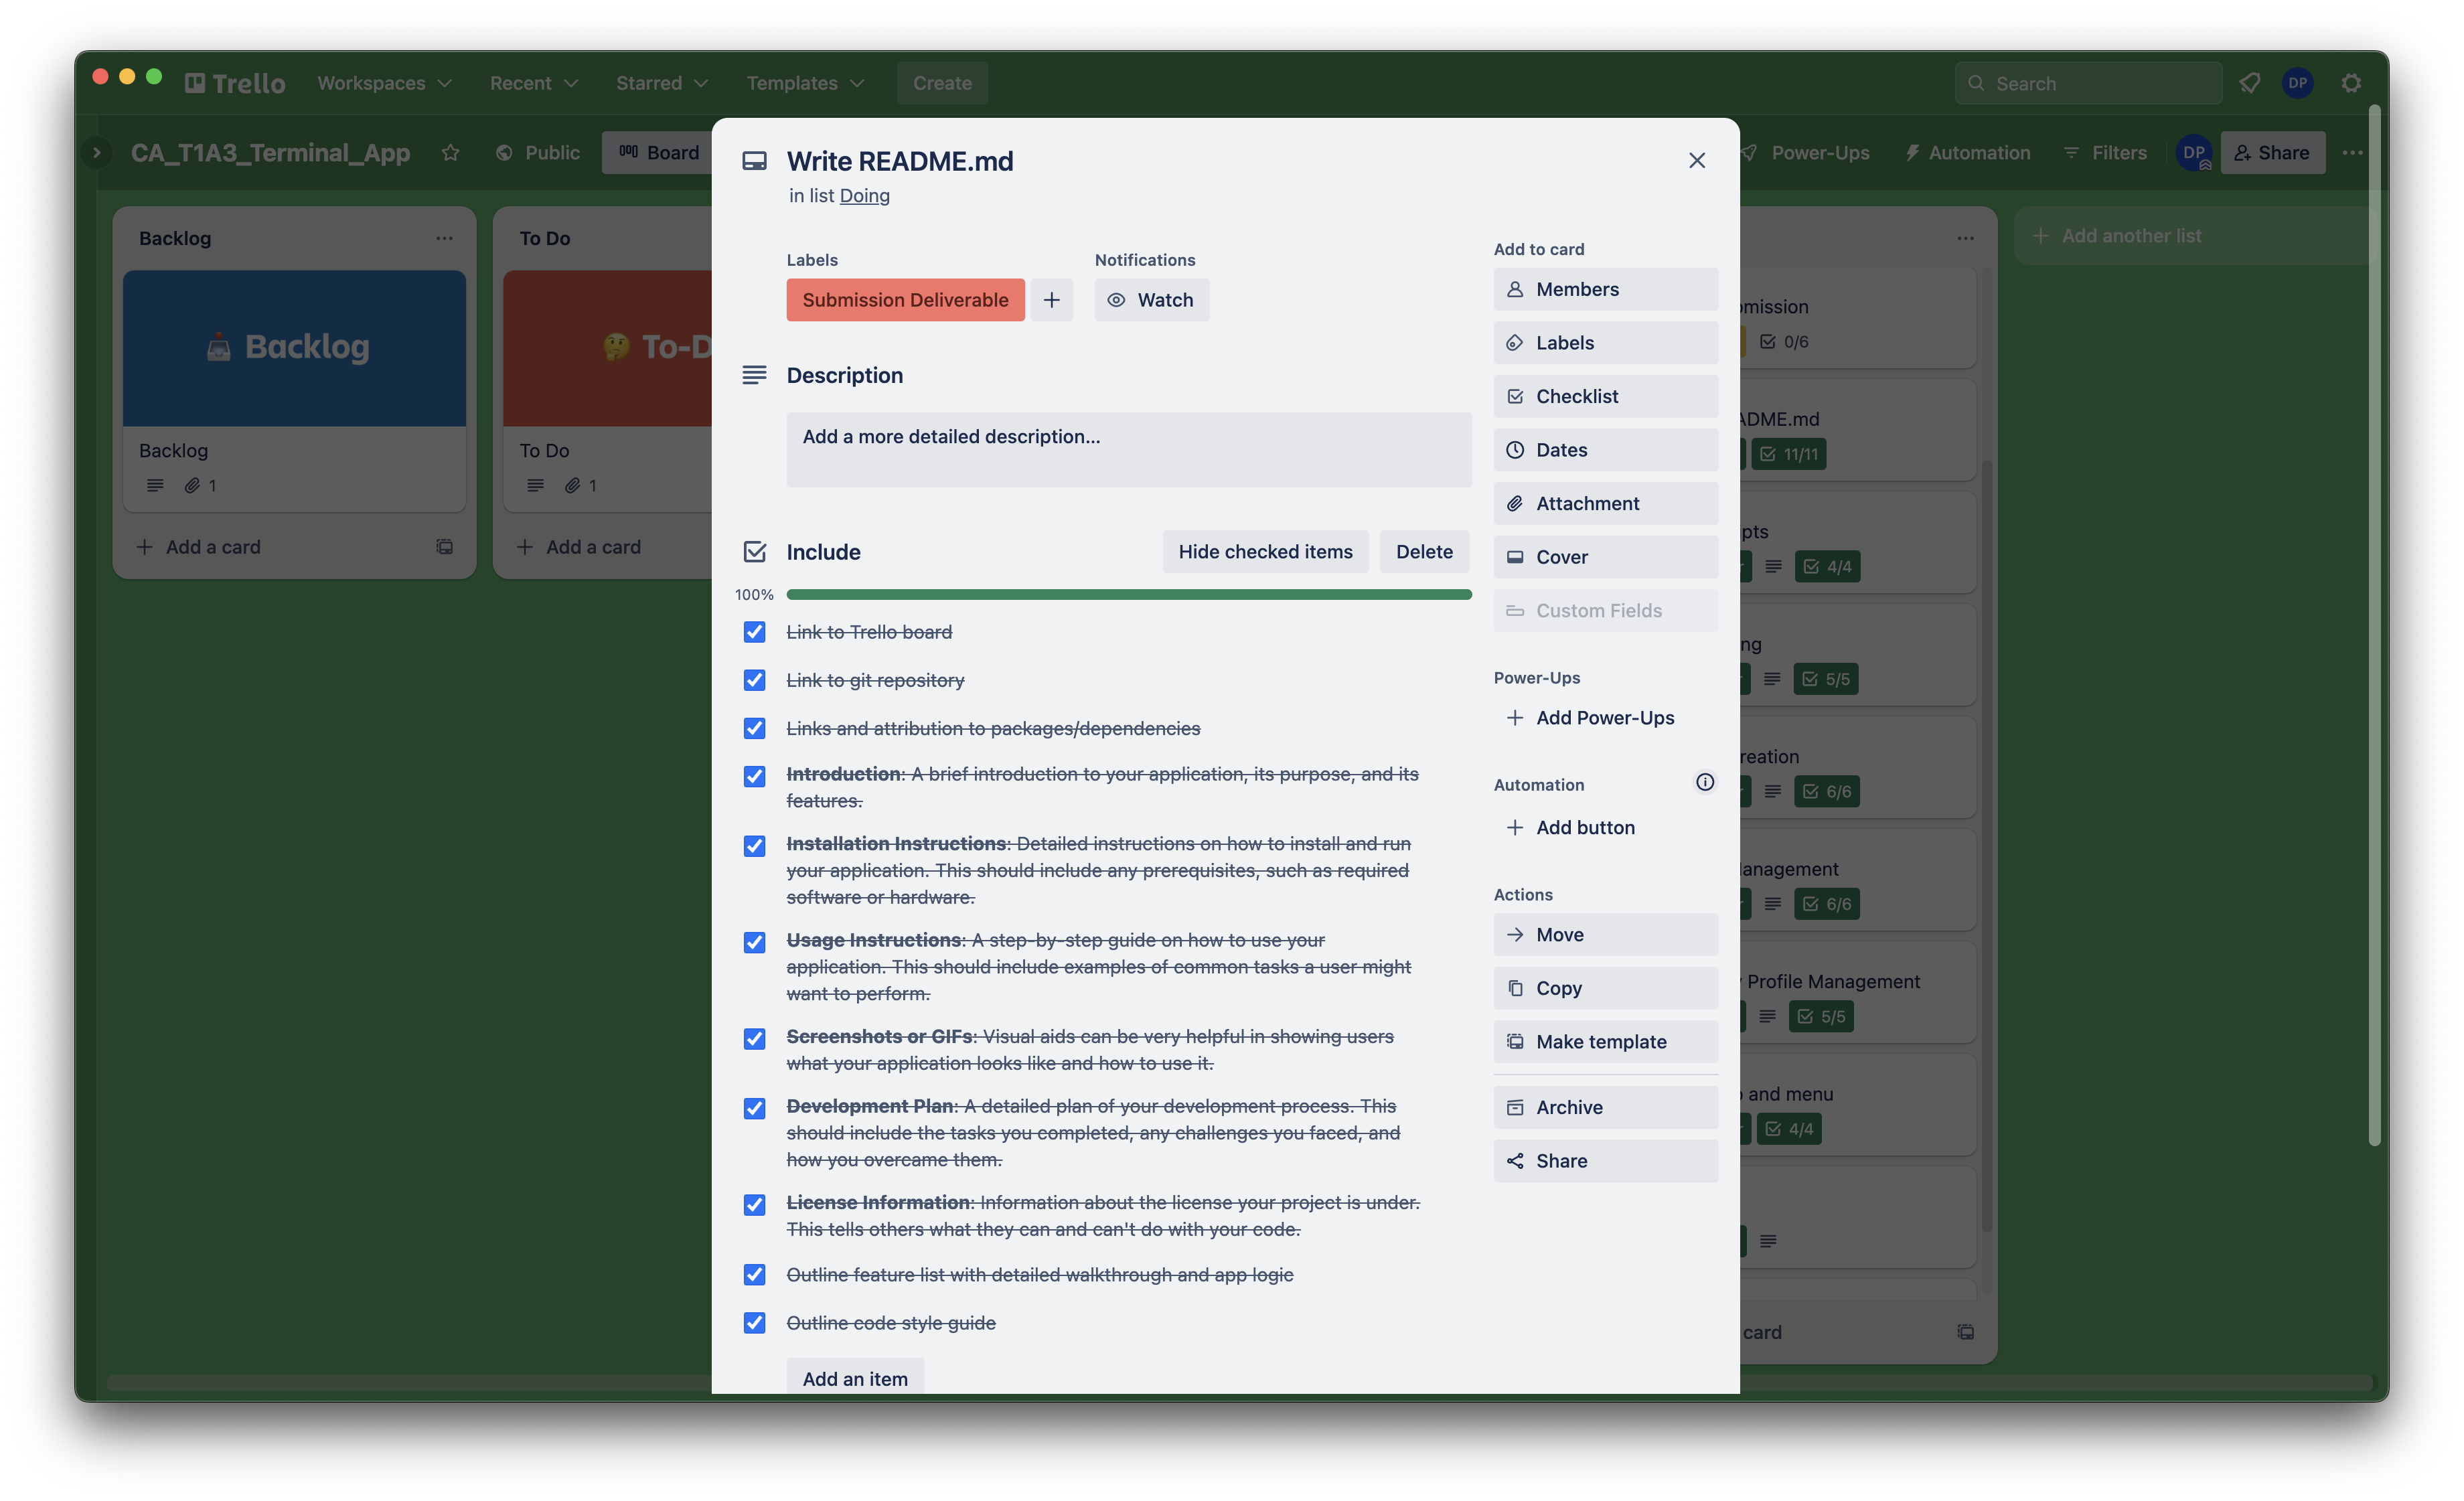 Trello
Workspaces
Recent
Starred
Templates
Create
Search
DP
CA_T1A3_Terminal_App
Public
Board
Power-Ups
Automation
Filters
DP
Share
Backlog
Backlog
Backlog
1
Add a card
To Do
To-D
To Do
1
Add a card
Write README.md
in list Doing
Labels
Submission Deliverable
Notifications
Watch
Description
Add a more detailed description...
Include
Hide checked items
Delete
100%
Link to Trello board
Link to git repository
Links and attribution to packages/dependencies
Introduction: A brief introduction to your application, its purpose, and its
features.
Installation Instructions: Detailed instructions on how to install and run
your application. This should include any prerequisites, such as required
software or hardware.
Usage Instructions: A step-by-step guide on how to use your
application. This should include examples of common tasks a user might
want to perform.
Screenshots or GIFs: Visual aids can be very helpful in showing users
what your application looks like and how to use it.
Development Plan: A detailed plan of your development process. This
should include the tasks you completed, any challenges you faced, and
how you overcame them.
License Information: Information about the license your project is under.
This tells others what they can and can't do with your code.
Outline feature list with detailed walkthrough and app logic
Outline code style guide
Add an item
Add to card
Members
Labels
Checklist
Dates
Attachment
Cover
Custom Fields
Power-Ups
Add Power-Ups
Automation
Add button
Actions
Move
Copy
Make template
Archive
Share
mission
0/6
ADME.md
11/11
pts
4/4
ng
5/5
reation
6/6
anagement
6/6
Profile Management
5/5
and menu
4/4
card
Add another list